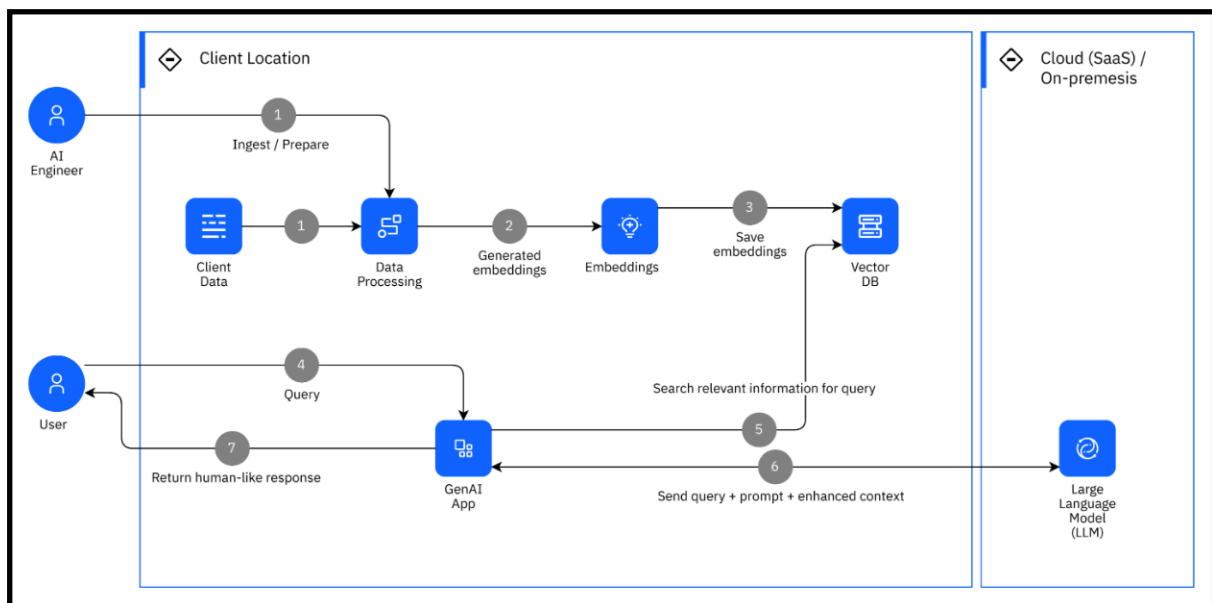 Client Location
Cloud (SaaS) /
On-premesis
1
Ingest / Prepare
AI
Engineer
1
2
3
Client
Data
Data
Processing
Generated
embeddings
Embeddings
Save
embeddings
Vector
DB
4
Query
User
Search relevant information for query
5
7
Return human-like response
6
Send query + prompt + enhanced context
GenAI
App
Large
Language
Model
(LLM)